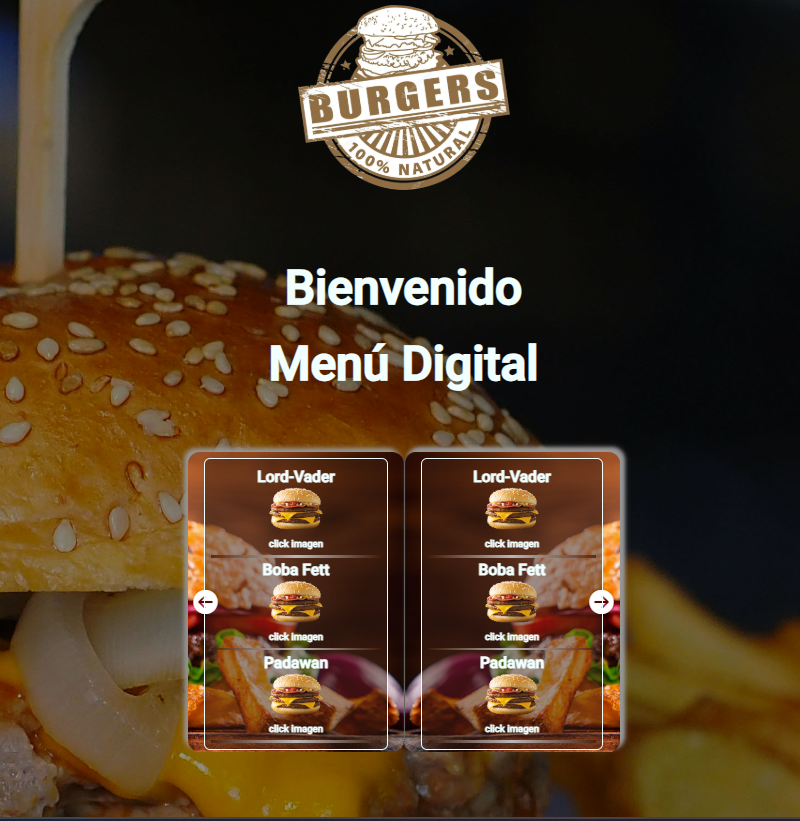 BURGERS
100% NATURAL
Bienvenido
Menú Digital
Lord-Vader
click imagen
Boba Fett
click imagen
Padawan
click imagen
Lord-Vader
click imagen
Boba Fett
click imagen
Padawan
click imagen